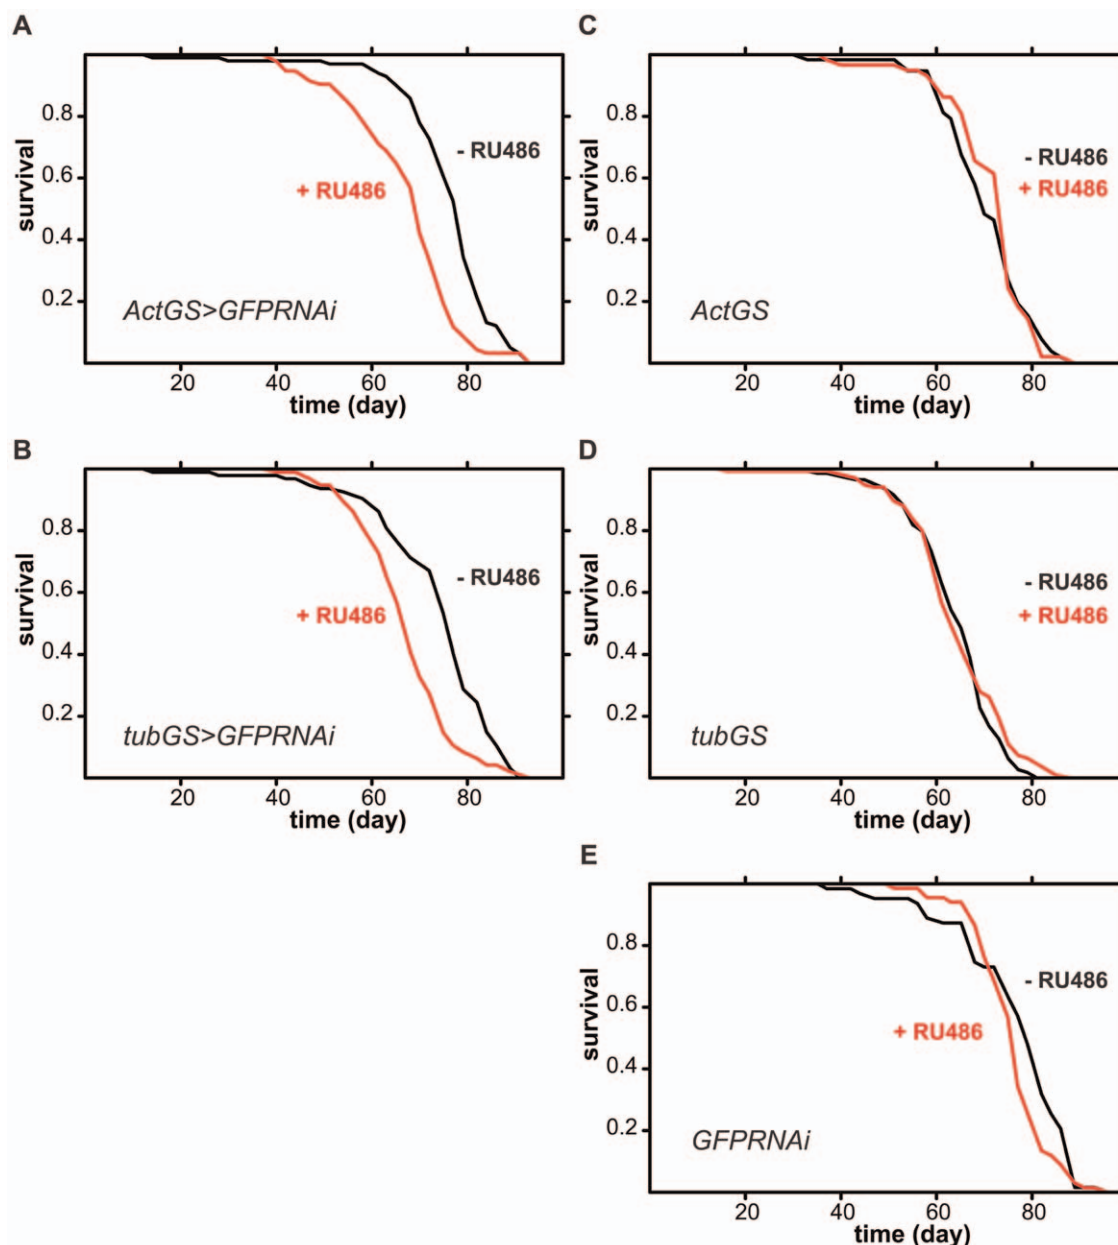 A
survival
0.8
0.6
0.4
0.2
- RU486
+ RU486
ActGS>GFPRNAi
20 40 60 80
time (day)
B
survival
0.8
0.6
0.4
0.2
- RU486
+ RU486
tubGS>GFPRNAi
20 40 60 80
time (day)
C
survival
0.8
0.6
0.4
0.2
- RU486
+ RU486
ActGS
20 40 60 80
time (day)
D
survival
0.8
0.6
0.4
0.2
- RU486
+ RU486
tubGS
20 40 60 80
time (day)
E
survival
0.8
0.6
0.4
0.2
- RU486
+ RU486
GFPRNAi
20 40 60 80
time (day)